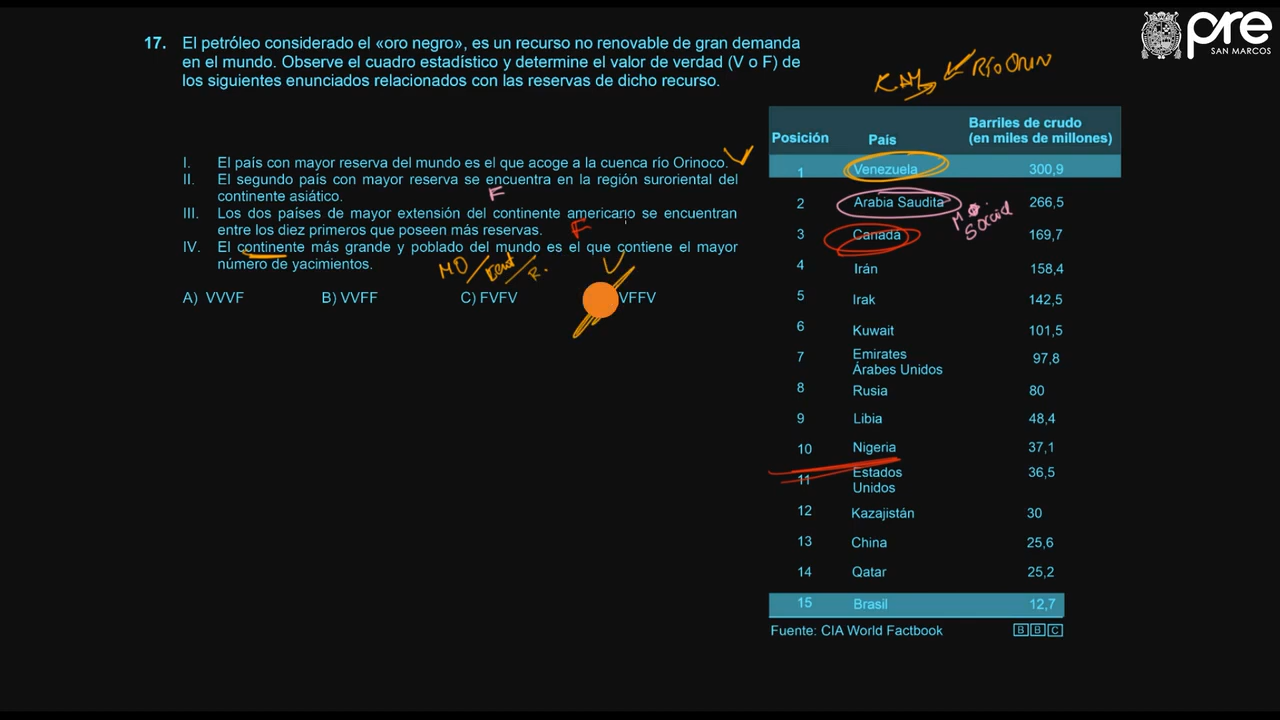 pre
SAN MARCOS
17. El petróleo considerado el «oro negro», es un recurso no renovable de gran demanda
en el mundo. Observe el cuadro estadístico y determine el valor de verdad (V o F) de
los siguientes enunciados relacionados con las reservas de dicho recurso.
I. El país con mayor reserva del mundo es el que acoge a la cuenca río Orinoco.
II. El segundo país con mayor reserva se encuentra en la región suroriental del
continente asiático. F
III. Los dos países de mayor extensión del continente americano se encuentran
entre los diez primeros que poseen más reservas. F
IV. El continente más grande y poblado del mundo es el que contiene el mayor
número de yacimientos.
A) VVVF B) VVFF C) FVFV VFFV
Posición País Barriles de crudo
(en miles de millones)
1 Venezuela 300,9
2 Arabia Saudita 266,5
3 Canadá 169,7
4 Irán 158,4
5 Irak 142,5
6 Kuwait 101,5
7 Emirates
Árabes Unidos 97,8
8 Rusia 80
9 Libia 48,4
10 Nigeria 37,1
11 Estados
Unidos 36,5
12 Kazajistán 30
13 China 25,6
14 Qatar 25,2
15 Brasil 12,7
Fuente: CIA World Factbook BBC